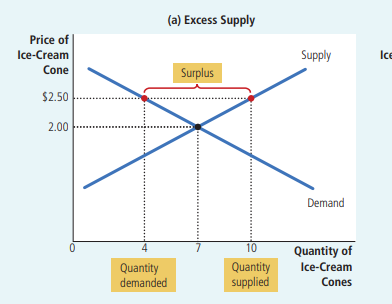 (a) Excess Supply
Price of
Ice-Cream
Cone
Supply
Ice
Surplus
$2.50
2.00
Demand
0
4
7
10
Quantity of
Ice-Cream
Cones
Quantity
demanded
Quantity
supplied